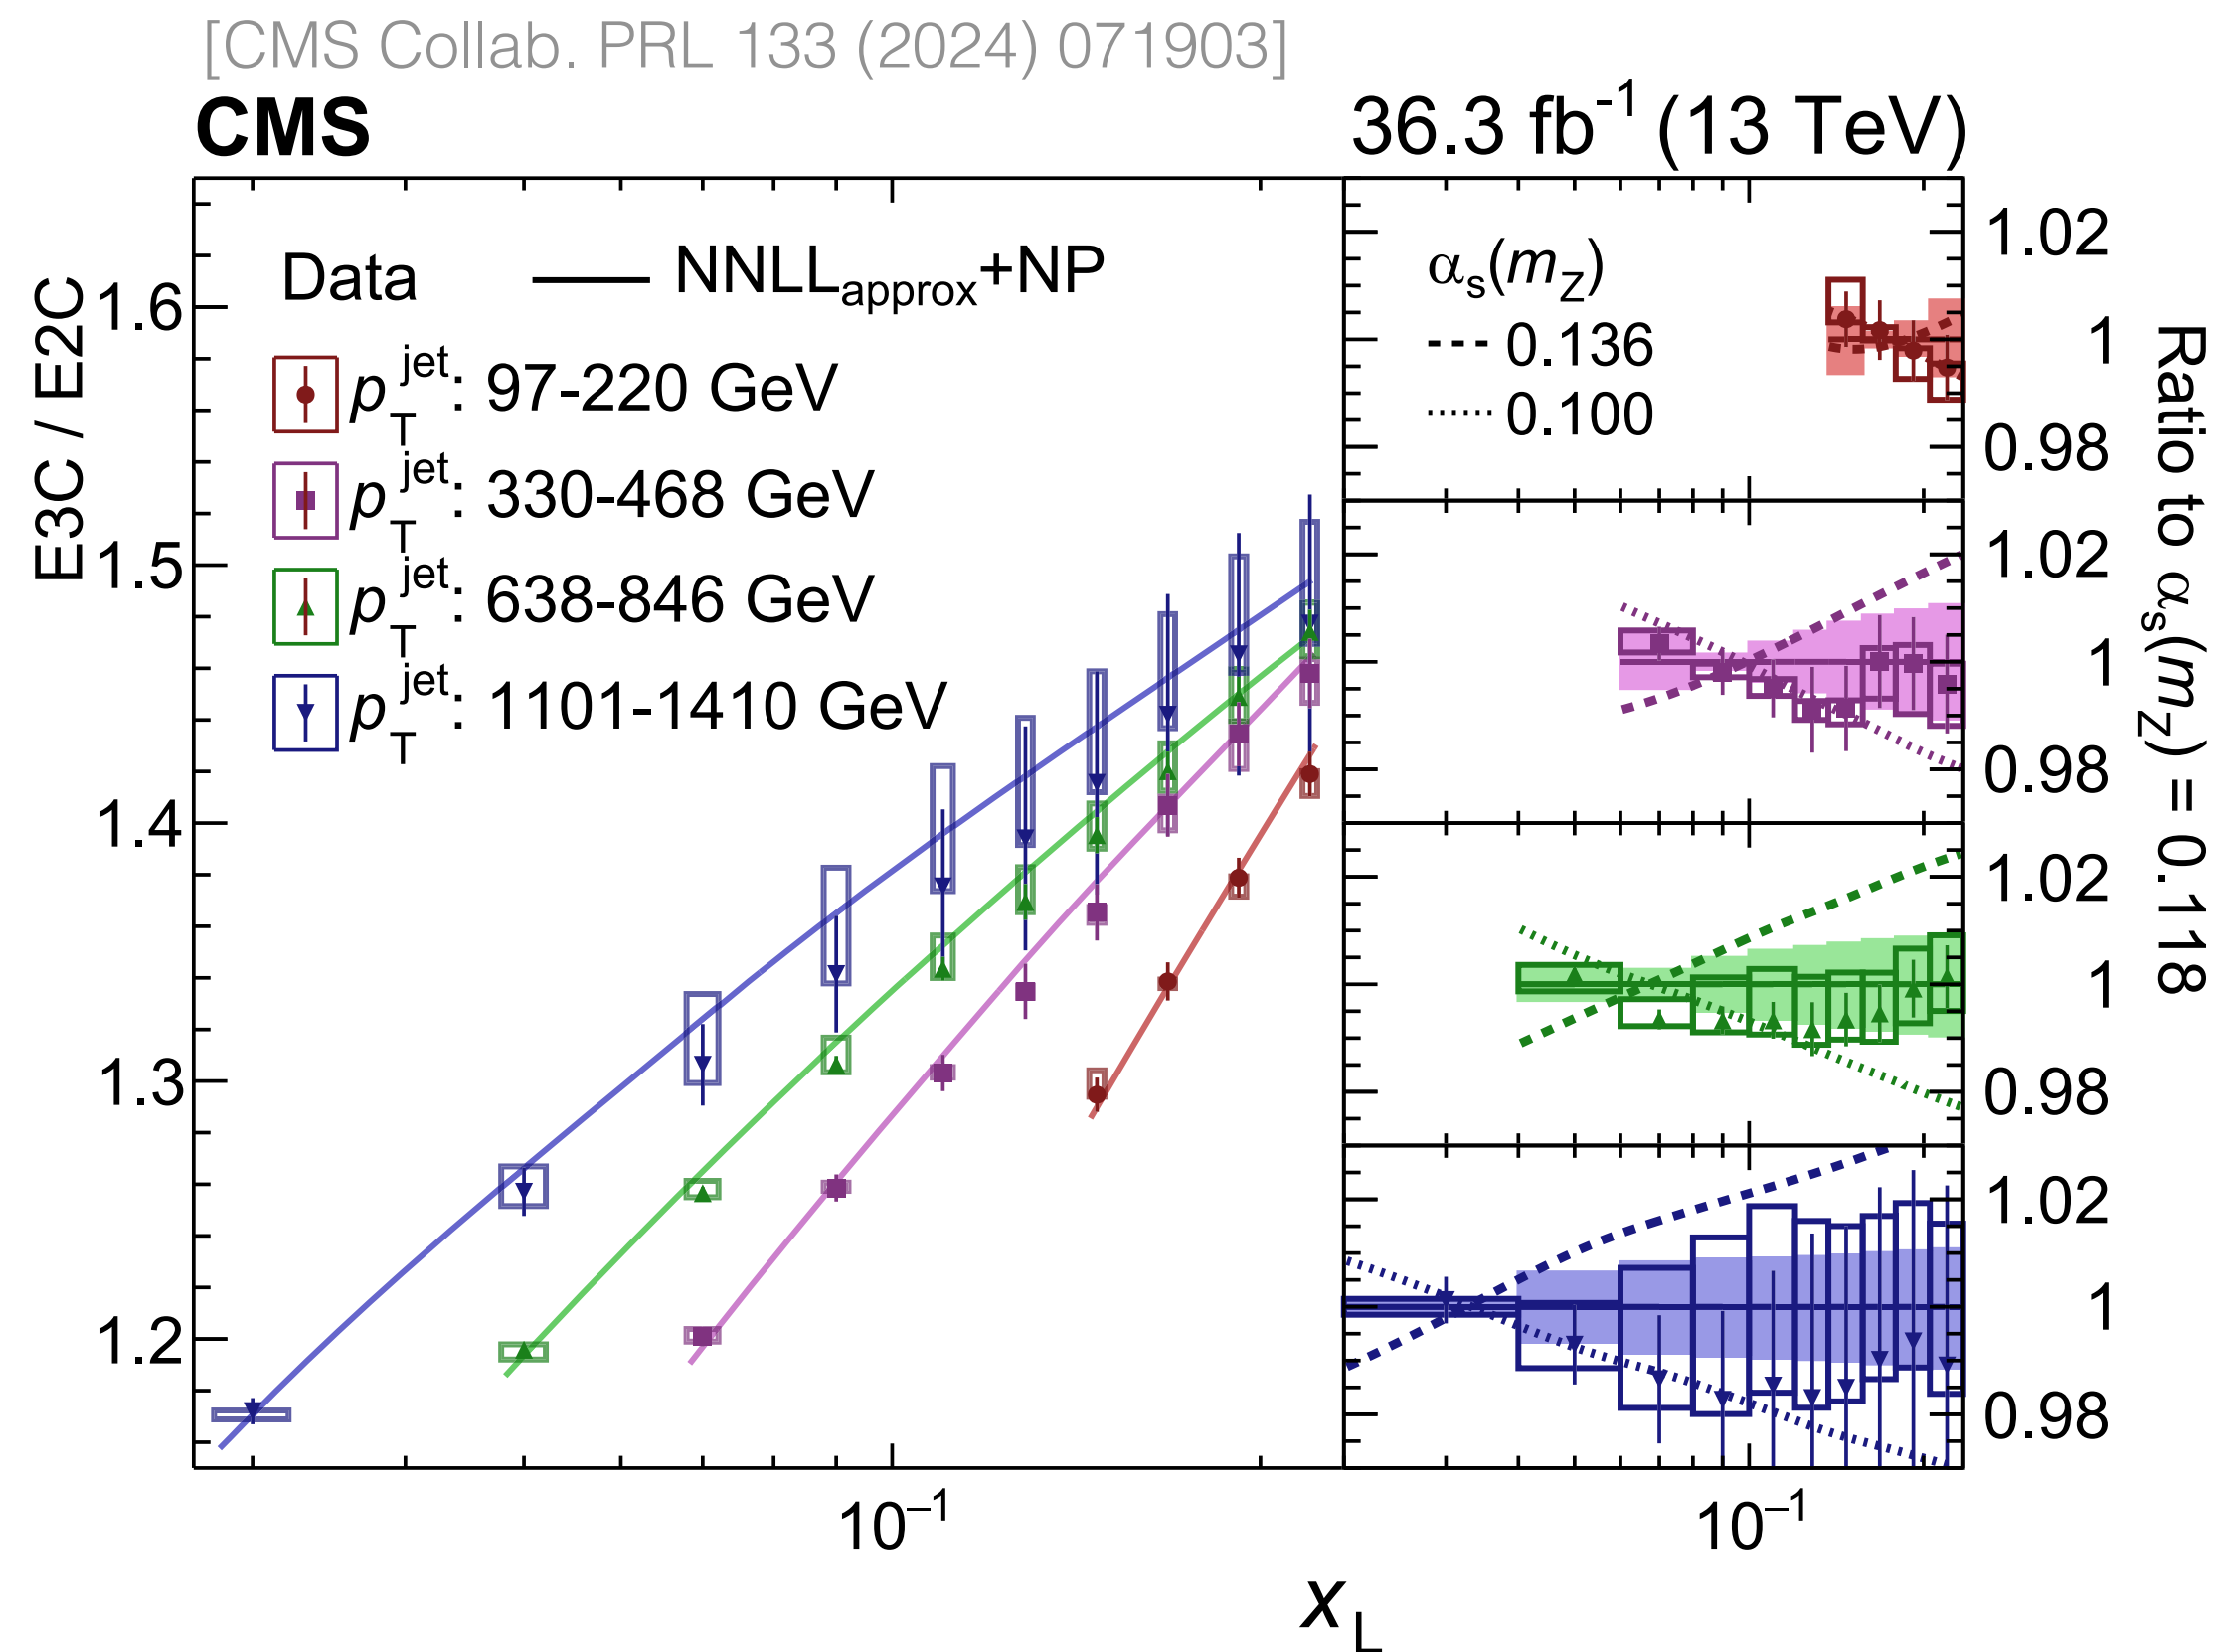 [CMS Collab. PRL 133 (2024) 071903]
CMS
36.3 fb⁻¹ (13 TeV)
E3C / E2C
1.6
1.5
1.4
1.3
1.2
Data
NNLL_approx+NP
p_T^jet: 97-220 GeV
p_T^jet: 330-468 GeV
p_T^jet: 638-846 GeV
p_T^jet: 1101-1410 GeV
α_s(m_Z)
0.136
0.100
1.02
1
0.98
1.02
1
0.98
1.02
1
0.98
1.02
1
0.98
Ratio to α_s(m_Z) = 0.118
10⁻¹
10⁻¹
x_L